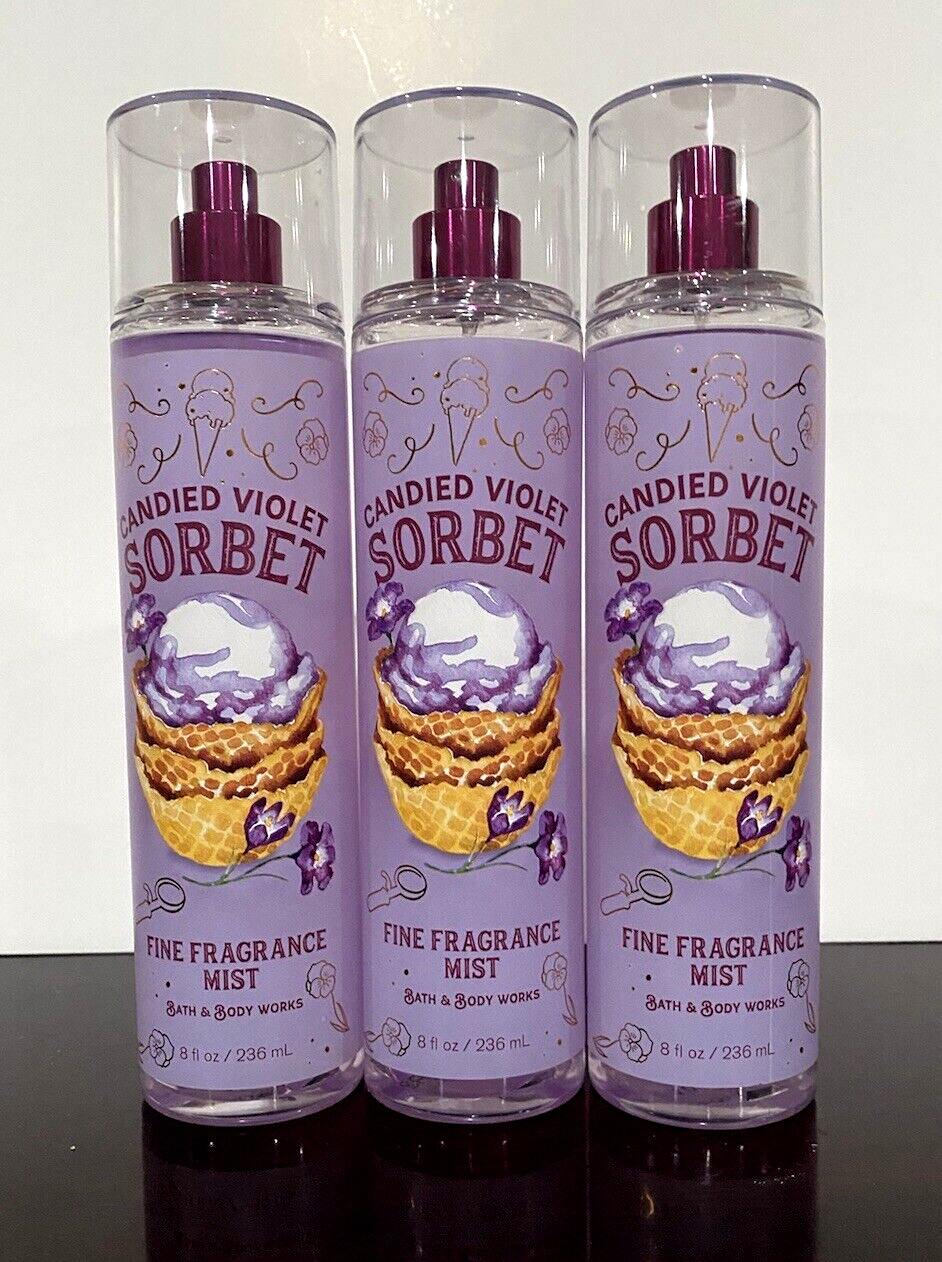 CANDIED VIOLET
SORBET
FINE FRAGRANCE
MIST
BATH & BODY WORKS
8 fl oz / 236 mL
CANDIED VIOLET
SORBET
FINE FRAGRANCE
MIST
BATH & BODY WORKS
8 fl oz / 236 mL
CANDIED VIOLET
SORBET
FINE FRAGRANCE
MIST
BATH & BODY WORKS
8 fl oz / 236 mL